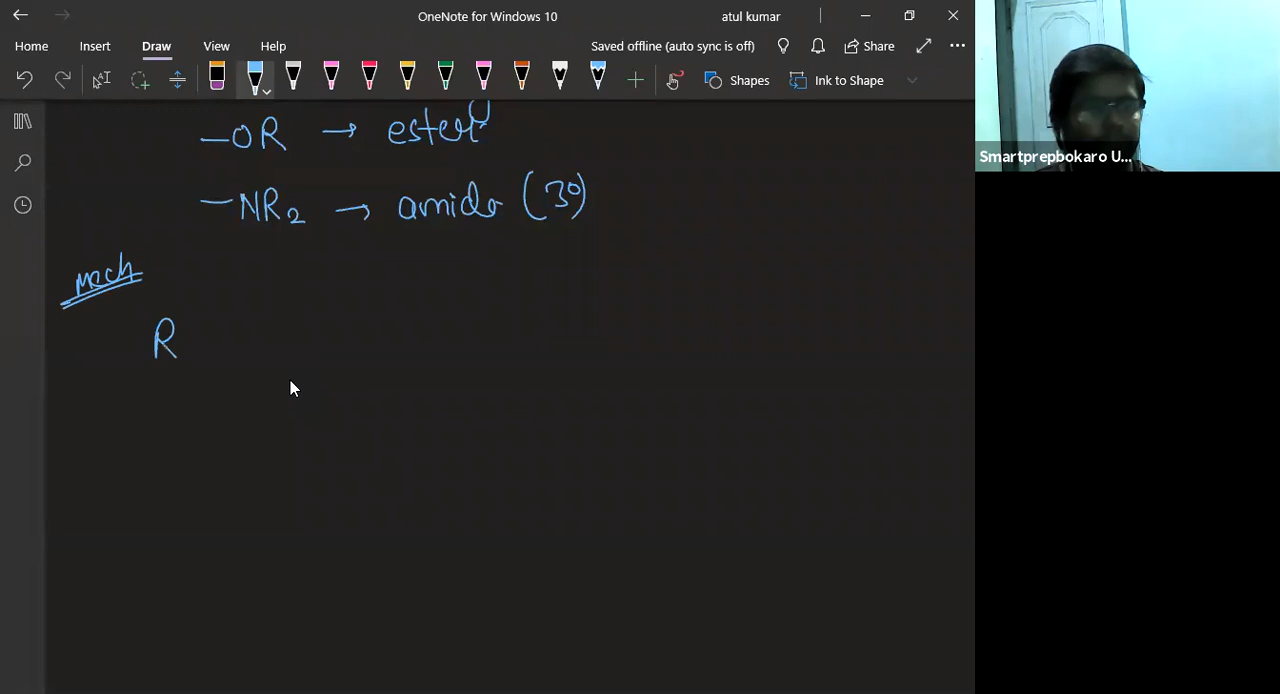 OneNote for Windows 10
atul kumar
Home Insert Draw View Help
Saved offline (auto sync is off)
Share
Shapes
Ink to Shape
—OR → ester
—NR₂ → amide (3°)
Mech
R
Smartprepbokaro U...